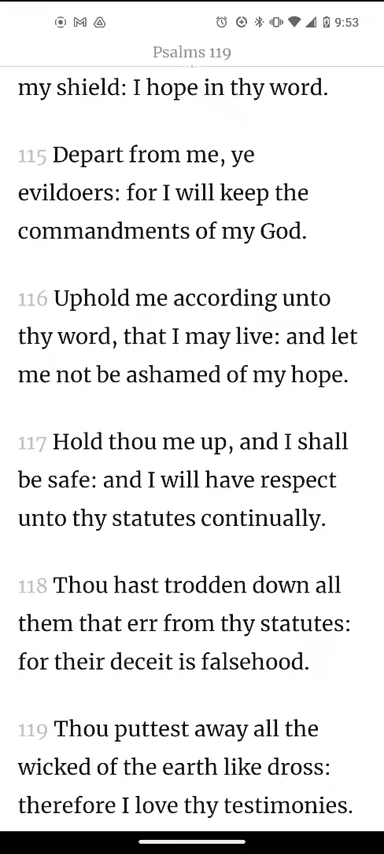 9:53
Psalms 119
my shield: I hope in thy word.
115 Depart from me, ye
evildoers: for I will keep the
commandments of my God.
116 Uphold me according unto
thy word, that I may live: and let
me not be ashamed of my hope.
117 Hold thou me up, and I shall
be safe: and I will have respect
unto thy statutes continually.
118 Thou hast trodden down all
them that err from thy statutes:
for their deceit is falsehood.
119 Thou puttest away all the
wicked of the earth like dross:
therefore I love thy testimonies.